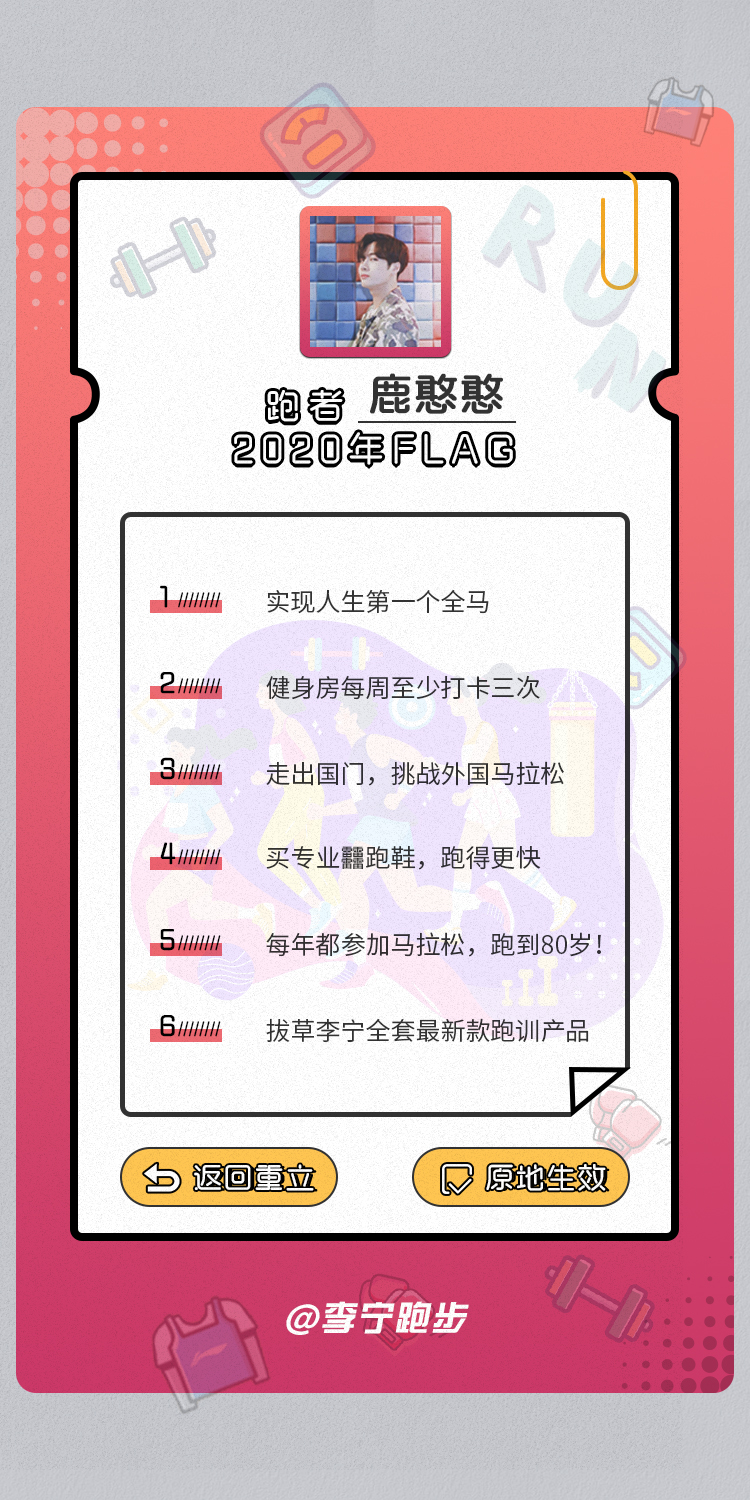 RUN
跑者 鹿憨憨
2020年FLAG
1 实现人生第一个全马
2 健身房每周至少打卡三次
3 走出国门，挑战外国马拉松
4 买专业龘跑鞋，跑得更快
5 每年都参加马拉松，跑到80岁！
6 拔草李宁全套最新款跑训产品
返回重立
原地生效
@李宁跑步